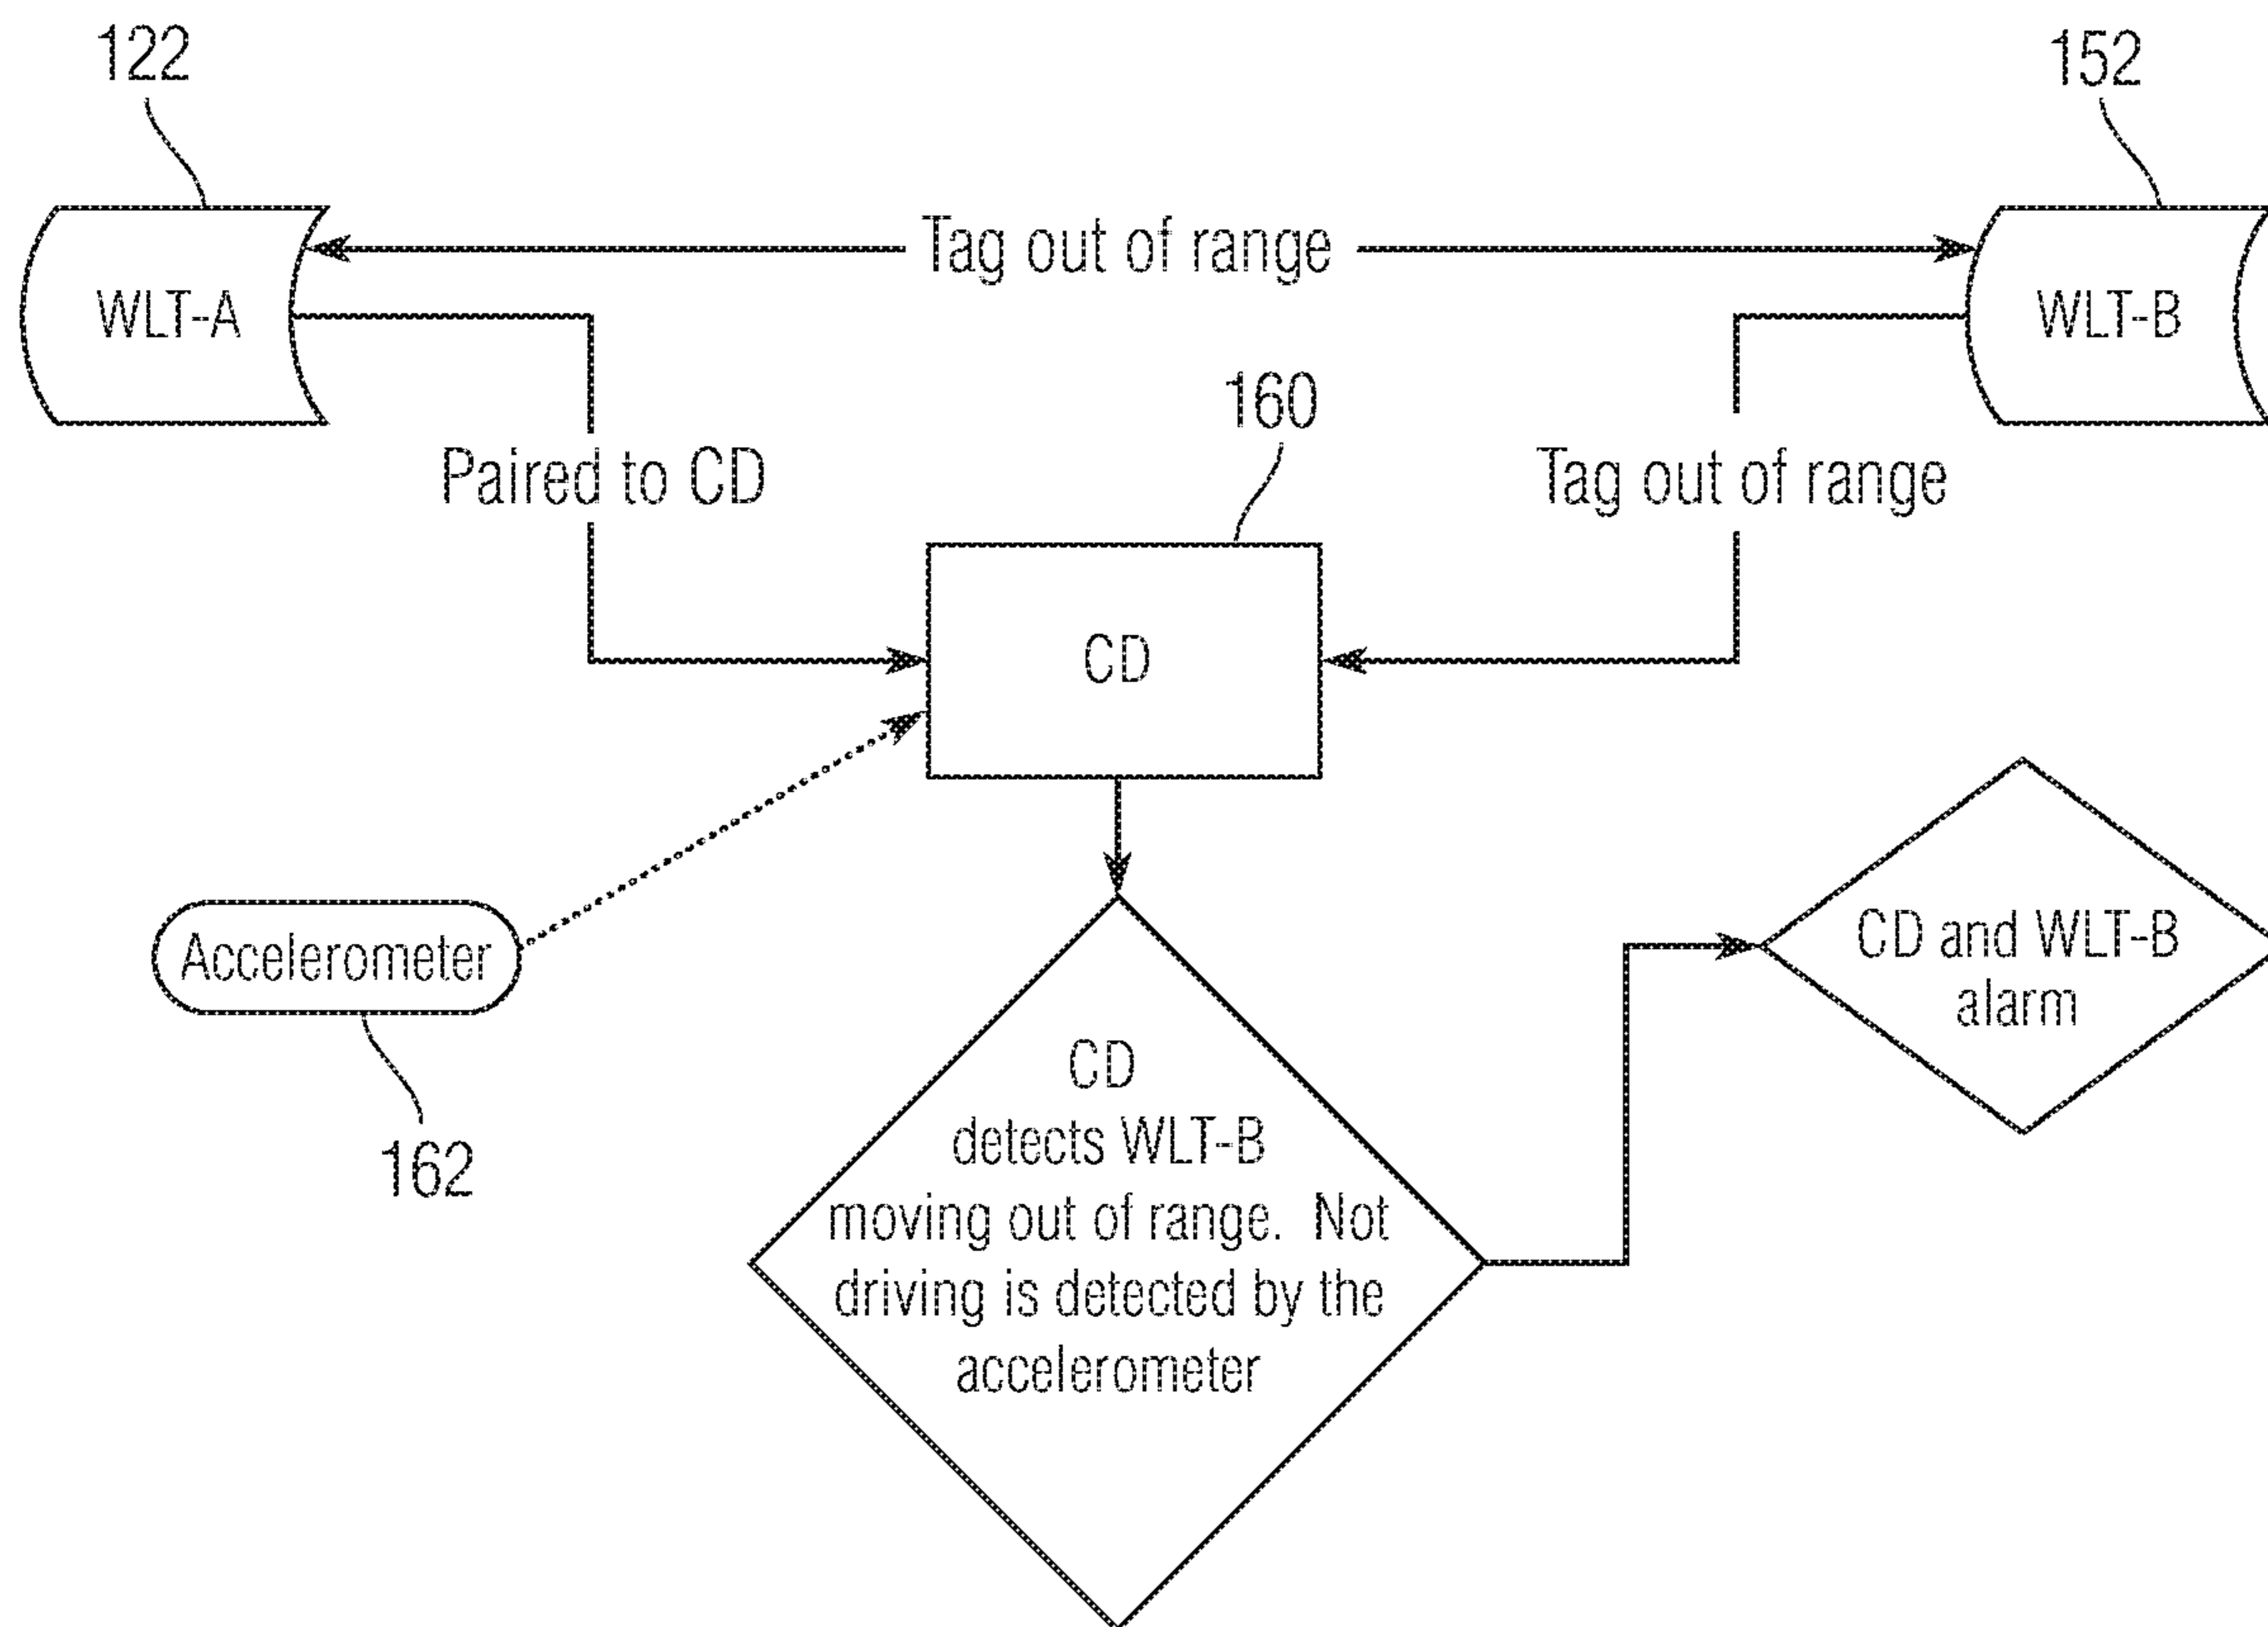 122
152
Tag out of range
WLT-A
WLT-B
160
Paired to CD
Tag out of range
CD
Accelerometer
CD and WLT-B
alarm
162
CD
detects WLT-B
moving out of range. Not
driving is detected by the
accelerometer